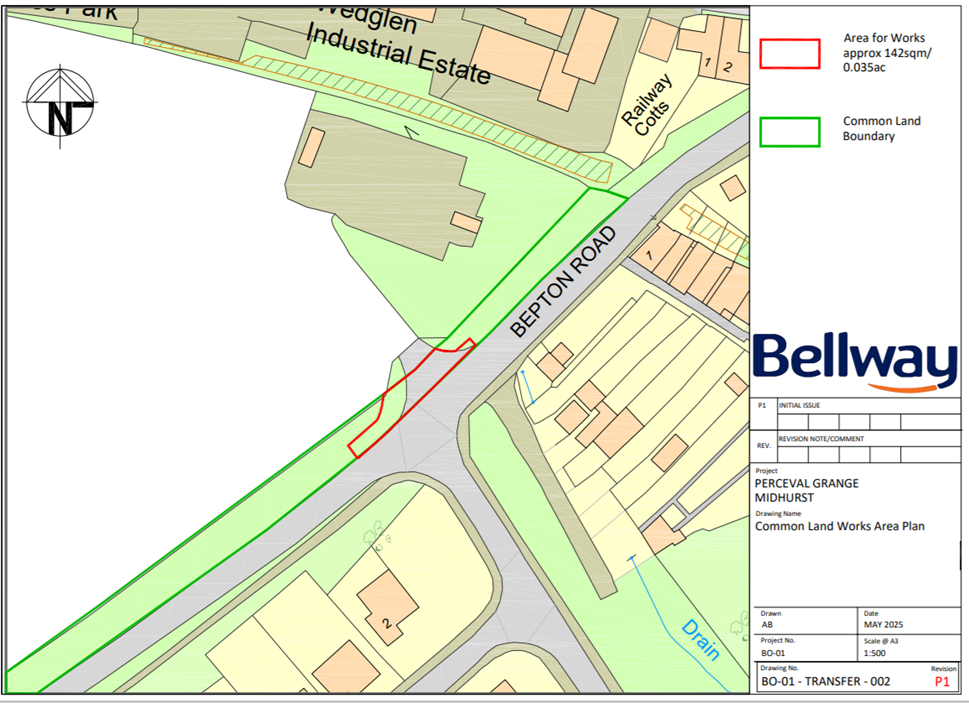 Park
Wedglen
Industrial Estate
Railway
Cotts
1
2
N
BEPTON ROAD
1
2
Drain
Area for Works
approx 142sqm/
0.035ac
Common Land
Boundary
Bellway
P1 INITIAL ISSUE
REV. REVISION NOTE/COMMENT
Project
PERCEVAL GRANGE
MIDHURST
Drawing Name
Common Land Works Area Plan
Drawn Date
AB MAY 2025
Project No. Scale @ A3
BO-01 1:500
Drawing No. Revision
BO-01 - TRANSFER - 002 P1